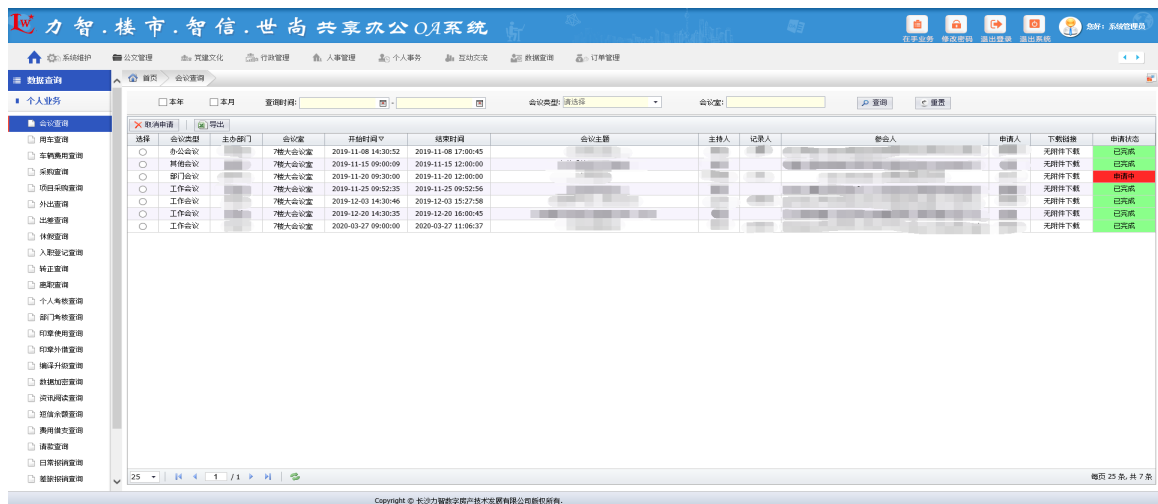 力智.楼市.智信.世尚共享办公OA系统
在手业务 修改密码 退出登录 退出系统 您好：系统管理员
系统维护 公文管理 党建文化 行政管理 人事管理 个人事务 互动交流 数据查询 订单管理
数据查询 首页 会议查询
个人业务
本年 本月 查询时间: - 会议类型: 请选择 会议室: 查询 重置
取消申请 导出
选择 会议类型 主办部门 会议室 开始时间▽ 结束时间 会议主题 主持人 记录人 参会人 申请人 下载链接 申请状态
办公会议 7楼大会议室 2019-11-08 14:30:52 2019-11-08 17:00:45 无附件下载 已完成
其他会议 7楼大会议室 2019-11-15 09:00:09 2019-11-15 12:00:00 无附件下载 已完成
部门会议 7楼大会议室 2019-11-20 09:30:00 2019-11-20 12:00:00 无附件下载 申请中
工作会议 7楼大会议室 2019-11-25 09:52:35 2019-11-25 09:52:56 无附件下载 已完成
工作会议 7楼大会议室 2019-12-03 14:30:46 2019-12-03 15:27:58 无附件下载 已完成
工作会议 7楼大会议室 2019-12-20 14:30:35 2019-12-20 16:00:45 无附件下载 已完成
工作会议 7楼大会议室 2020-03-27 09:00:00 2020-03-27 11:06:37 无附件下载 已完成
会议查询
用车查询
车辆费用查询
采购查询
项目采购查询
外出查询
出差查询
休假查询
入职登记查询
转正查询
离职查询
个人考核查询
部门考核查询
印章使用查询
印章外借查询
编译升级查询
数据加密查询
资讯阅读查询
短信余额查询
费用借支查询
请款查询
日常报销查询
差旅报销查询
25 1 /1 每页 25 条, 共 7 条
Copyright © 长沙力智数字房产技术发展有限公司版权所有.